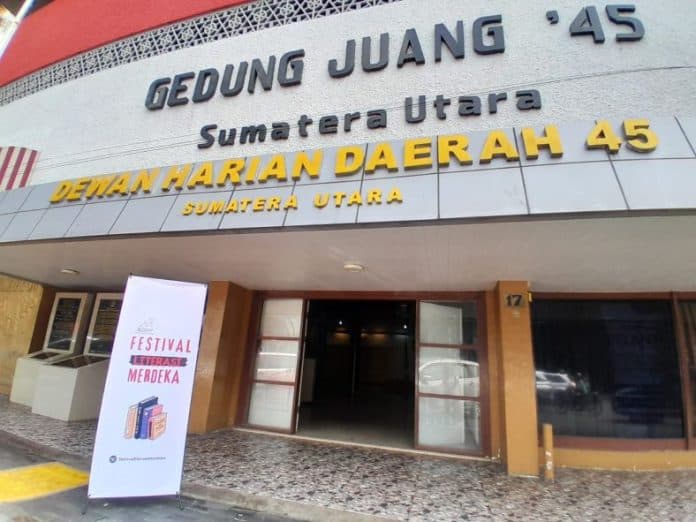 GEDUNG JUANG '45
Sumatera Utara
DEWAN HARIAN DAERAH 45
SUMATERA UTARA
17
FESTIVAL
LITERASI
MERDEKA